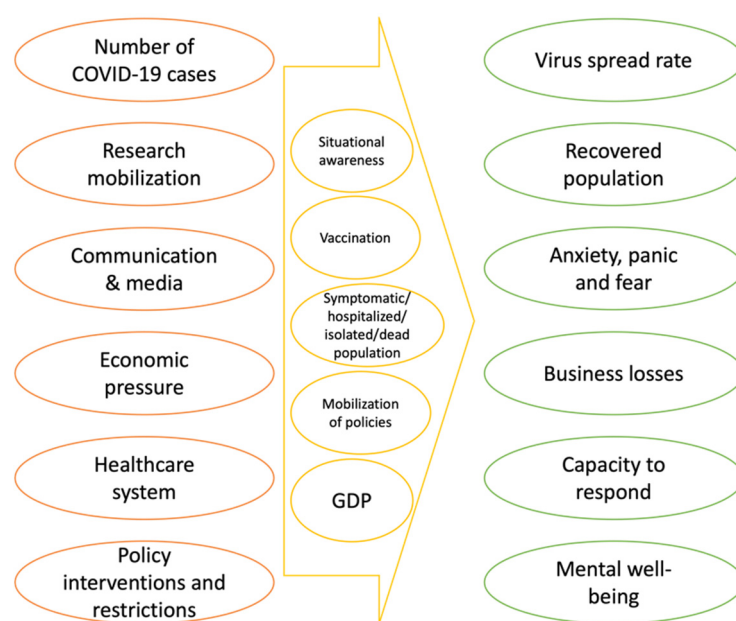 Number of
COVID-19 cases
Research
mobilization
Communication
& media
Economic
pressure
Healthcare
system
Policy
interventions and
restrictions
Situational
awareness
Vaccination
Symptomatic/
hospitalized/
isolated/dead
population
Mobilization
of policies
GDP
Virus spread rate
Recovered
population
Anxiety, panic
and fear
Business losses
Capacity to
respond
Mental well-
being